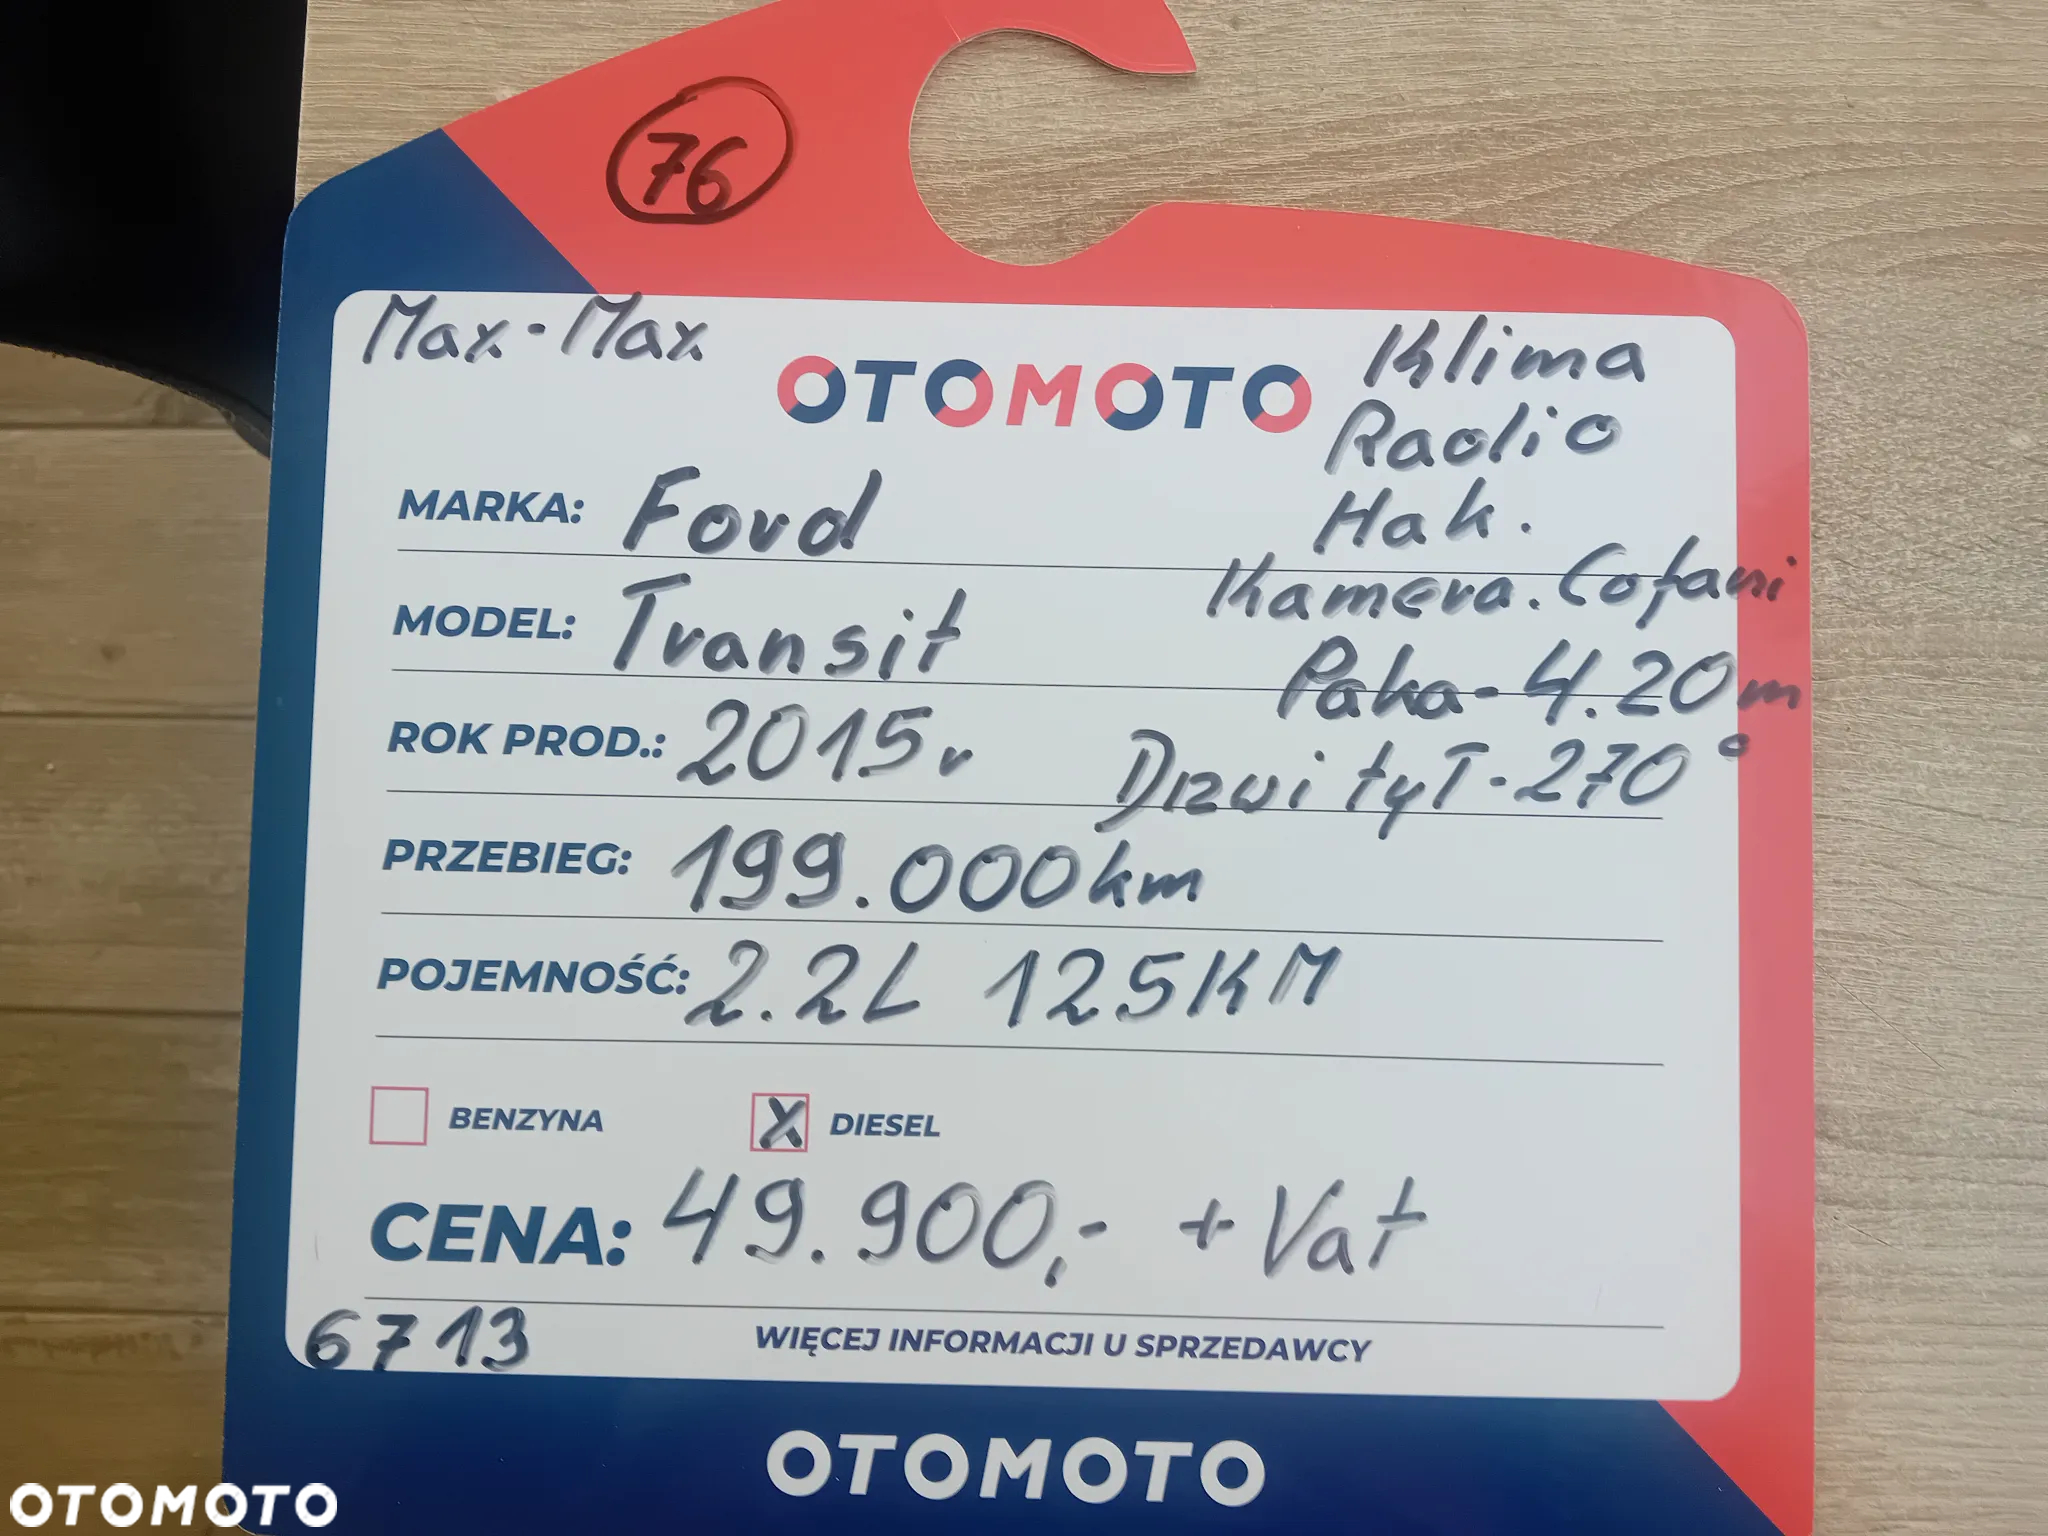 76
Max-Max
Klima
OTOMOTO
Radio
Hak.
MARKA: Ford
Kamera. Cofani
MODEL: Transit
Paka-4.20m
ROK PROD.: 2015r
Drzwi tyT-270°
PRZEBIEG: 199.000km
POJEMNOŚĆ: 2.2L 125KM
BENZYNA X DIESEL
CENA: 49.900,- + Vat
6713
WIĘCEJ INFORMACJI U SPRZEDAWCY
OTOMOTO
OTOMOTO